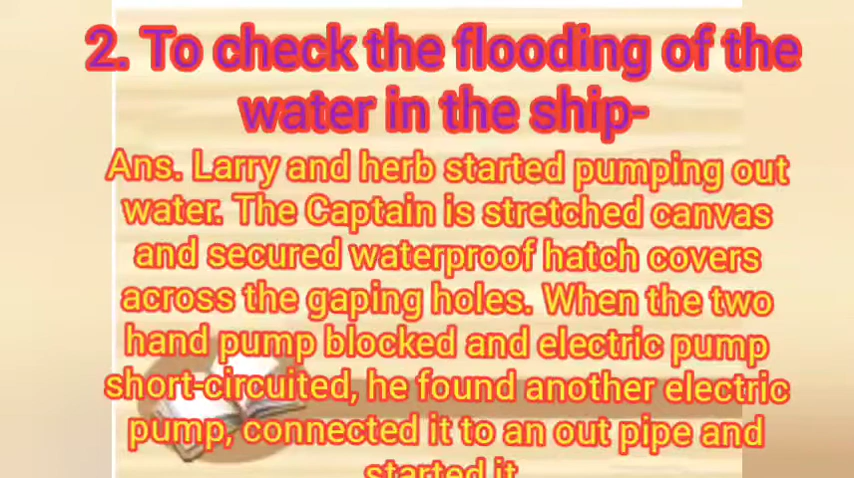 2. To check the flooding of the
water in the ship-
Ans. Larry and herb started pumping out
water. The Captain is stretched canvas
and secured waterproof hatch covers
across the gaping holes. When the two
hand pump blocked and electric pump
short-circuited, he found another electric
pump, connected it to an out pipe and
started it